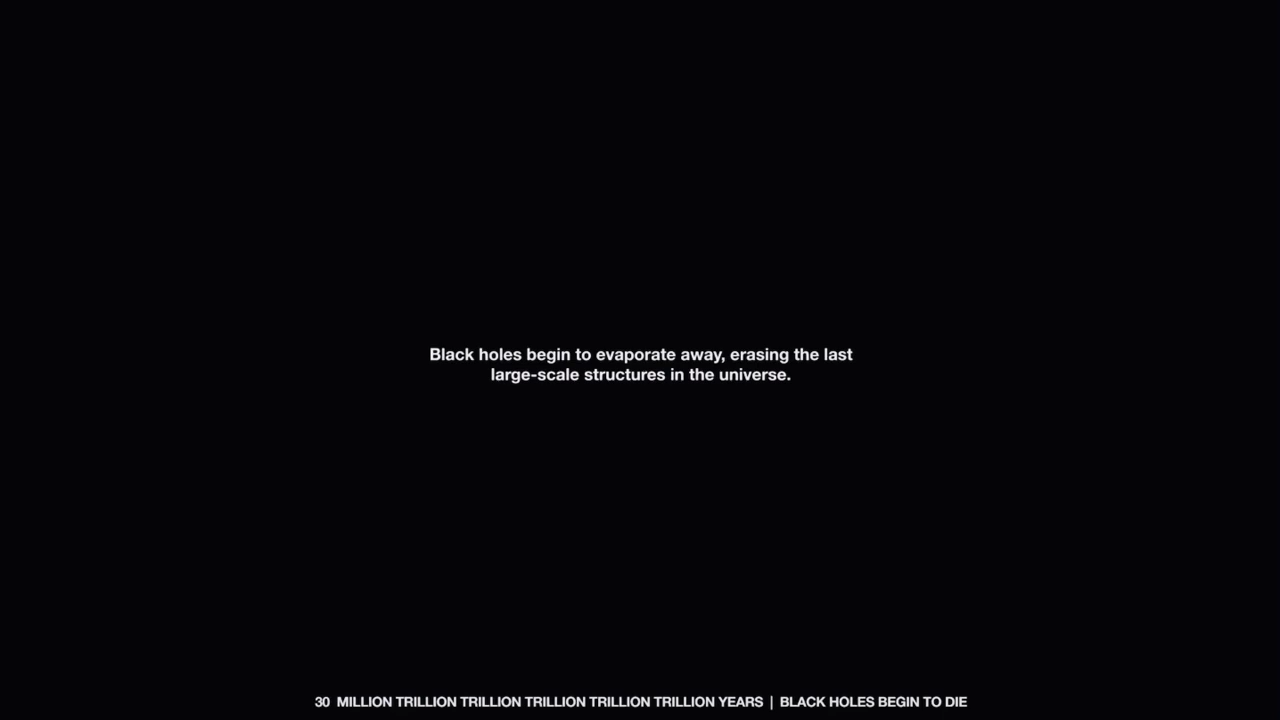 Black holes begin to evaporate away, erasing the last
large-scale structures in the universe.
30 MILLION TRILLION TRILLION TRILLION TRILLION TRILLION YEARS | BLACK HOLES BEGIN TO DIE